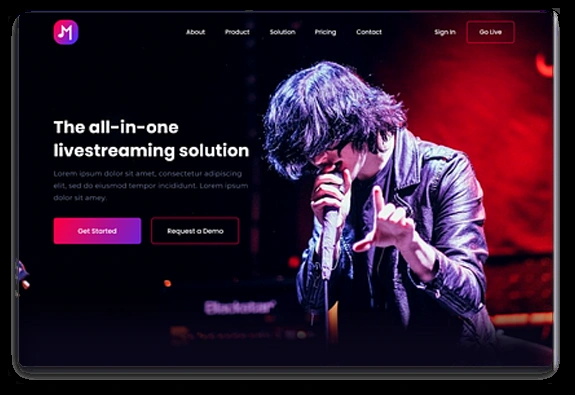 M
About
Product
Solution
Pricing
Contact
Sign In
Go Live
The all-in-one
livestreaming solution
Lorem ipsum dolor sit amet, consectetur adipiscing
elit, sed do eiusmod tempor incididunt. Lorem ipsum
dolor sit amey.
Get Started
Request a Demo
Blackstar